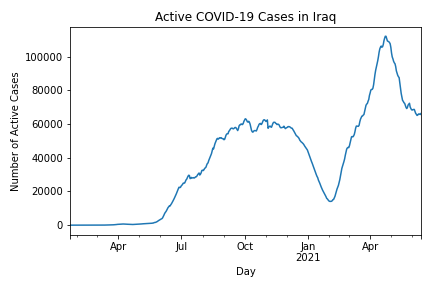 Active COVID-19 Cases in Iraq
Number of Active Cases
100000
80000
60000
40000
20000
0
Apr Jul Oct Jan Apr
2021
Day